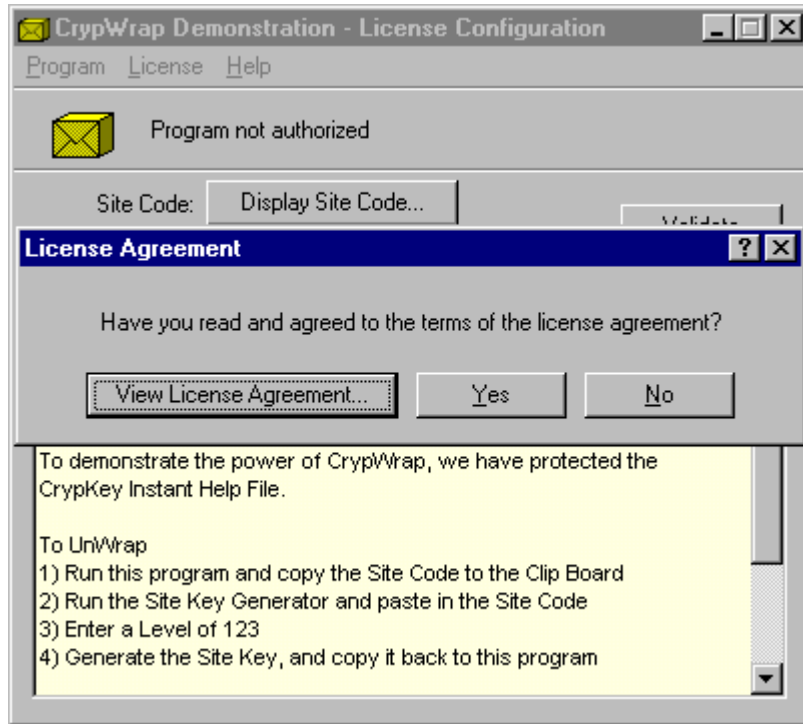 CrypWrap Demonstration - License Configuration
Program License Help
Program not authorized
Site Code: Display Site Code...
Validate
License Agreement
Have you read and agreed to the terms of the license agreement?
View License Agreement... Yes No
To demonstrate the power of CrypWrap, we have protected the
CrypKey Instant Help File.
To UnWrap
1) Run this program and copy the Site Code to the Clip Board
2) Run the Site Key Generator and paste in the Site Code
3) Enter a Level of 123
4) Generate the Site Key, and copy it back to this program